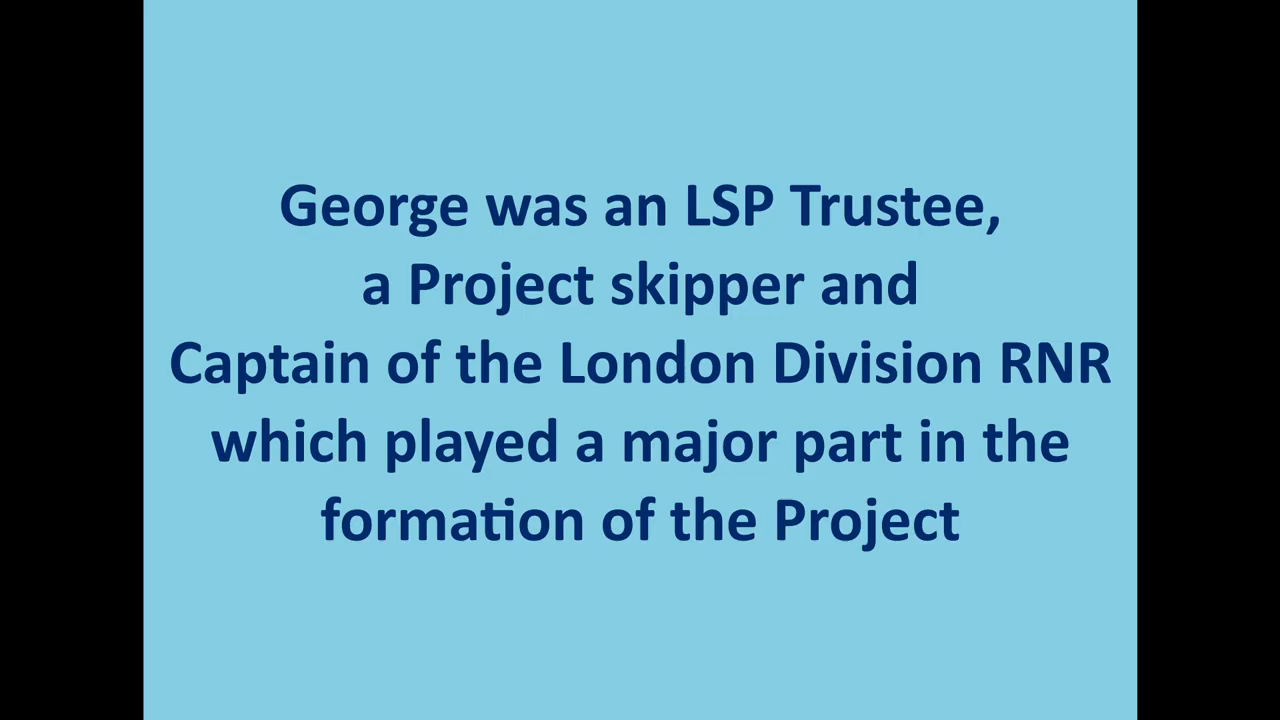 George was an LSP Trustee,
a Project skipper and
Captain of the London Division RNR
which played a major part in the
formation of the Project